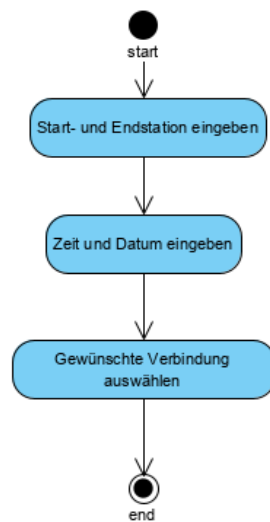 start
Start- und Endstation eingeben
Zeit und Datum eingeben
Gewünschte Verbindung
auswählen
end